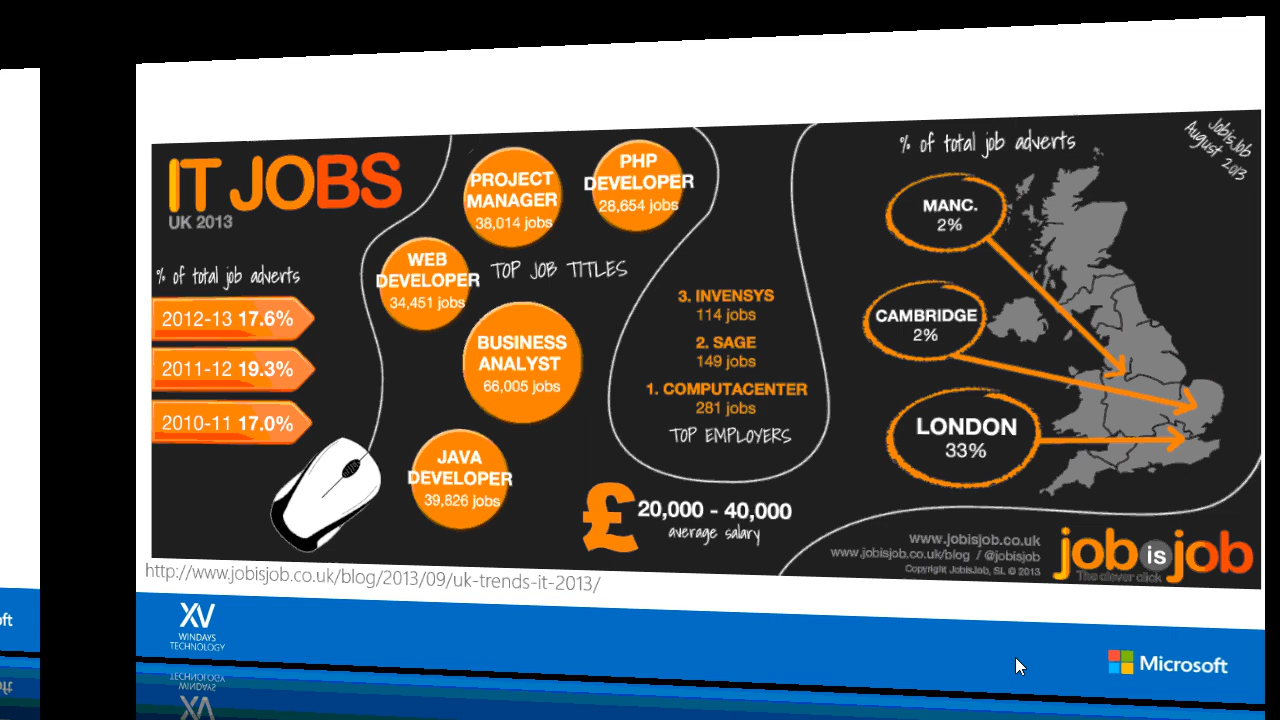 IT JOBS
UK 2013
% of total job adverts
2012-13 17.6%
2011-12 19.3%
2010-11 17.0%
PROJECT
MANAGER
38,014 jobs
PHP
DEVELOPER
28,654 jobs
WEB
DEVELOPER
34,451 jobs
TOP JOB TITLES
BUSINESS
ANALYST
66,005 jobs
JAVA
DEVELOPER
39,826 jobs
3. INVENSYS
114 jobs
2. SAGE
149 jobs
1. COMPUTACENTER
281 jobs
TOP EMPLOYERS
£ 20,000 - 40,000
average salary
% of total job adverts
JobisJob
August 2013
MANC.
2%
CAMBRIDGE
2%
LONDON
33%
www.jobisjob.co.uk
www.jobisjob.co.uk/blog / @jobisjob
Copyright JobisJob, SL © 2013
job is job
The clever click
http://www.jobisjob.co.uk/blog/2013/09/uk-trends-it-2013/
oft
XV
WINDAYS
TECHNOLOGY
Microsoft